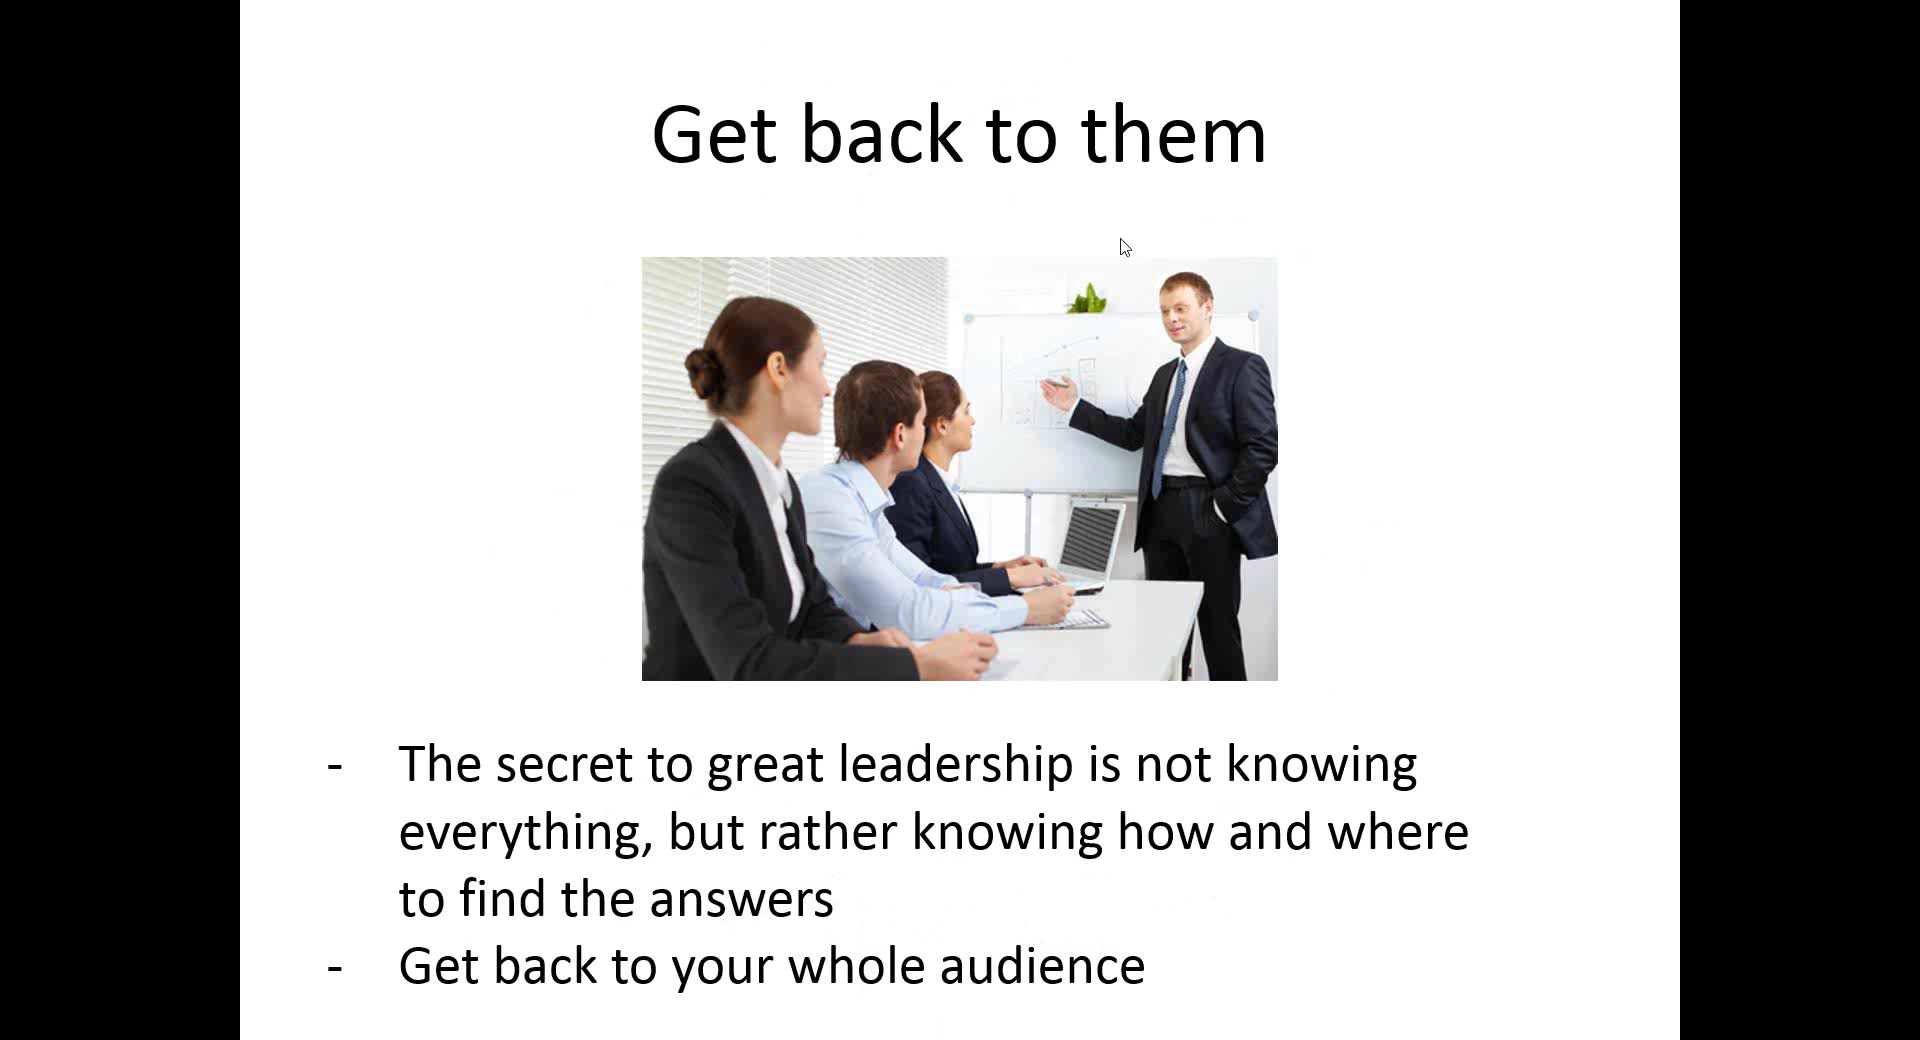 Get back to them
- The secret to great leadership is not knowing
everything, but rather knowing how and where
to find the answers
- Get back to your whole audience